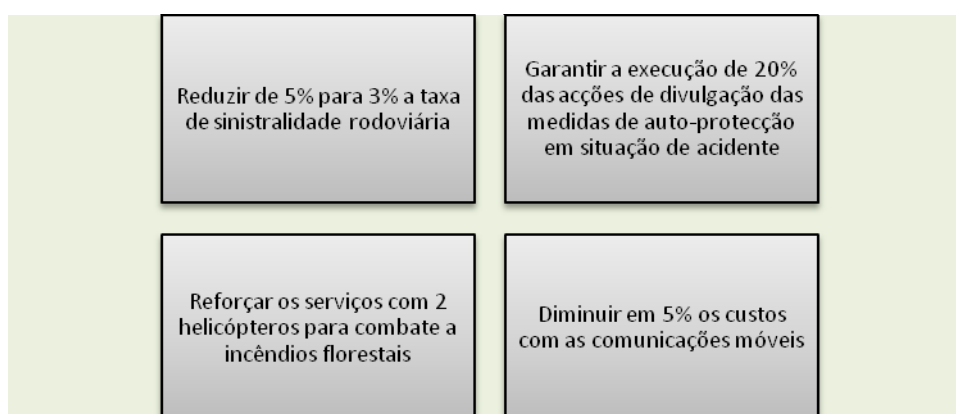 Reduzir de 5% para 3% a taxa
de sinistralidade rodoviária
Garantir a execução de 20%
das acções de divulgação das
medidas de auto-protecção
em situação de acidente
Reforçar os serviços com 2
helicópteros para combate a
incêndios florestais
Diminuir em 5% os custos
com as comunicações móveis